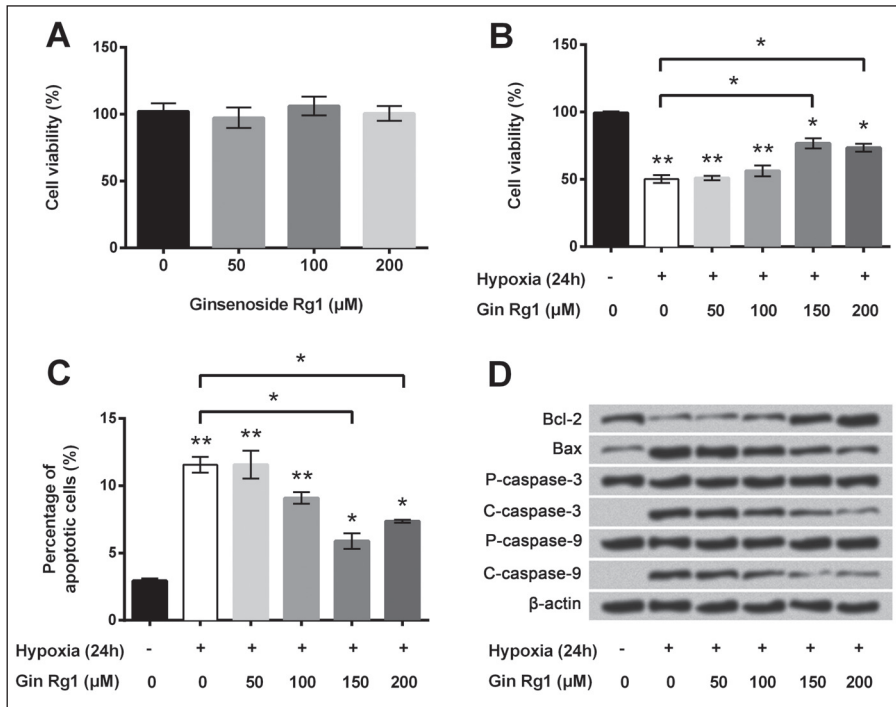 A
Cell viability (%)
150
100
50
0
0 50 100 200
Ginsenoside Rg1 (μM)
B
Cell viability (%)
150
100
50
0
*
*
** ** ** * *
Hypoxia (24h) - + + + + +
Gin Rg1 (μM) 0 0 50 100 150 200
C
Percentage of
apoptotic cells (%)
15
10
5
0
*
*
** ** ** * *
Hypoxia (24h) - + + + + +
Gin Rg1 (μM) 0 0 50 100 150 200
D
Bcl-2
Bax
P-caspase-3
C-caspase-3
P-caspase-9
C-caspase-9
β-actin
Hypoxia (24h) - + + + + +
Gin Rg1 (μM) 0 0 50 100 150 200